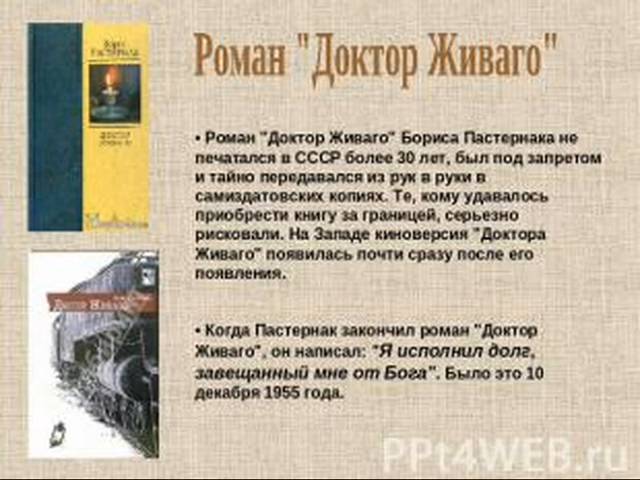 Роман "Доктор Живаго"
• Роман "Доктор Живаго" Бориса Пастернака не
печатался в СССР более 30 лет, был под запретом
и тайно передавался из рук в руки в
самиздатовских копиях. Те, кому удавалось
приобрести книгу за границей, серьезно
рисковали. На Западе киноверсия "Доктора
Живаго" появилась почти сразу после его
появления.
• Когда Пастернак закончил роман "Доктор
Живаго", он написал: "Я исполнил долг,
завещанный мне от Бога". Было это 10
декабря 1955 года.
PPt4WEB.ru